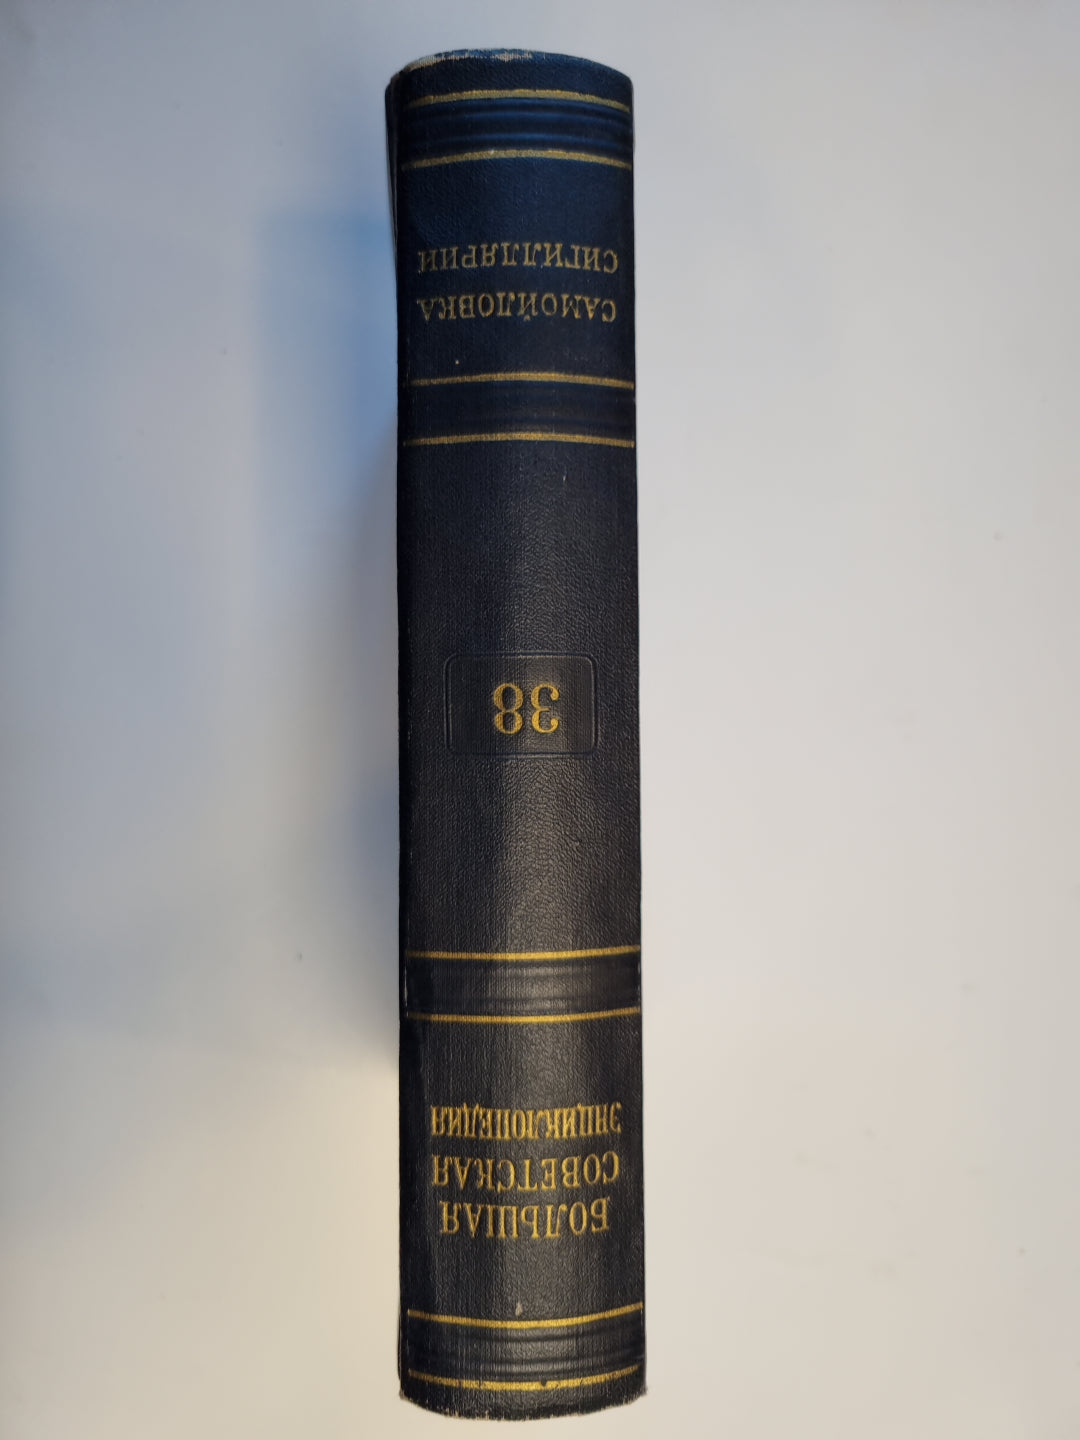 БОЛЬШАЯ
СОВЕТСКАЯ
ЭНЦИКЛОПЕДИЯ
38
САМОЙЛОВКА
СИГИЛЛЯРИИ